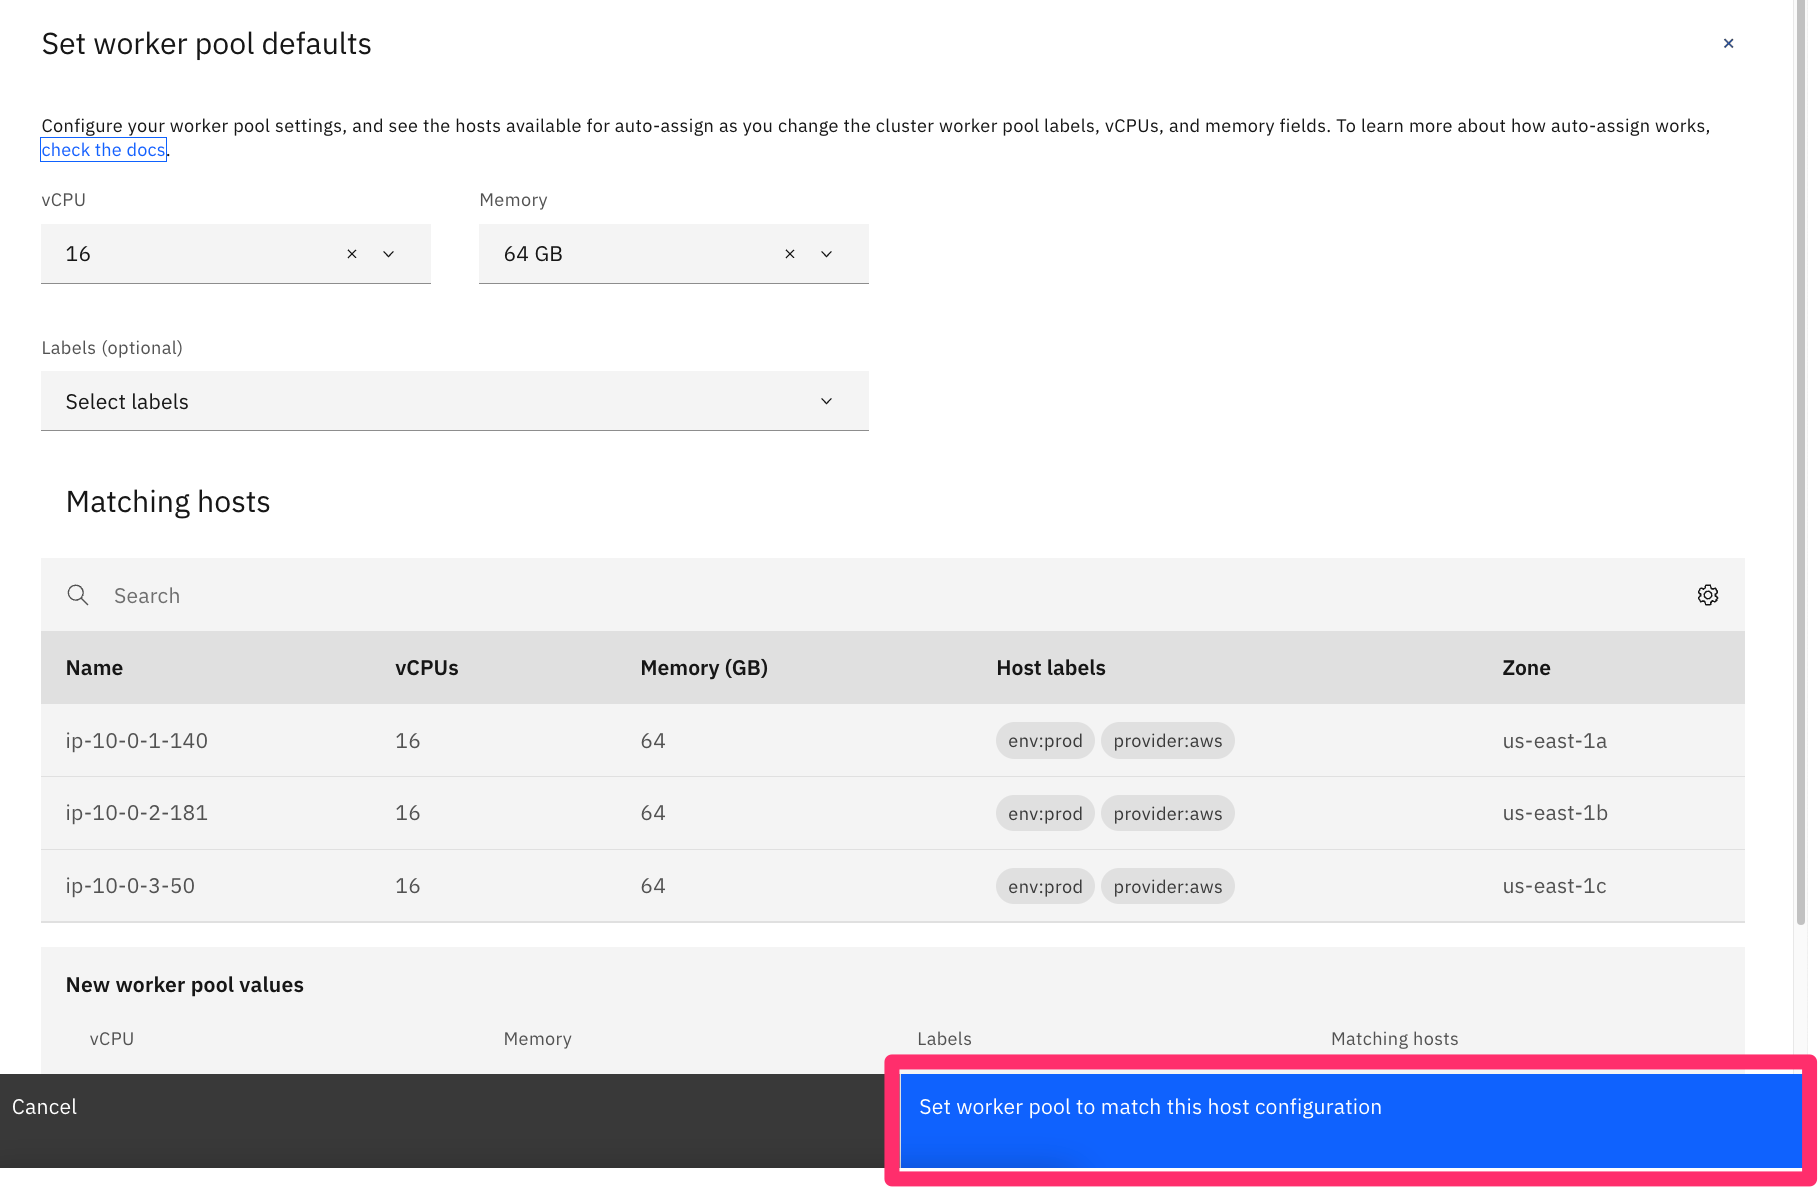 Set worker pool defaults
Configure your worker pool settings, and see the hosts available for auto-assign as you change the cluster worker pool labels, vCPUs, and memory fields. To learn more about how auto-assign works,
check the docs.
vCPU Memory
16 64 GB
Labels (optional)
Select labels
Matching hosts
Search
Name vCPUs Memory (GB) Host labels Zone
ip-10-0-1-140 16 64 env:prod provider:aws us-east-1a
ip-10-0-2-181 16 64 env:prod provider:aws us-east-1b
ip-10-0-3-50 16 64 env:prod provider:aws us-east-1c
New worker pool values
vCPU Memory Labels Matching hosts
Cancel Set worker pool to match this host configuration